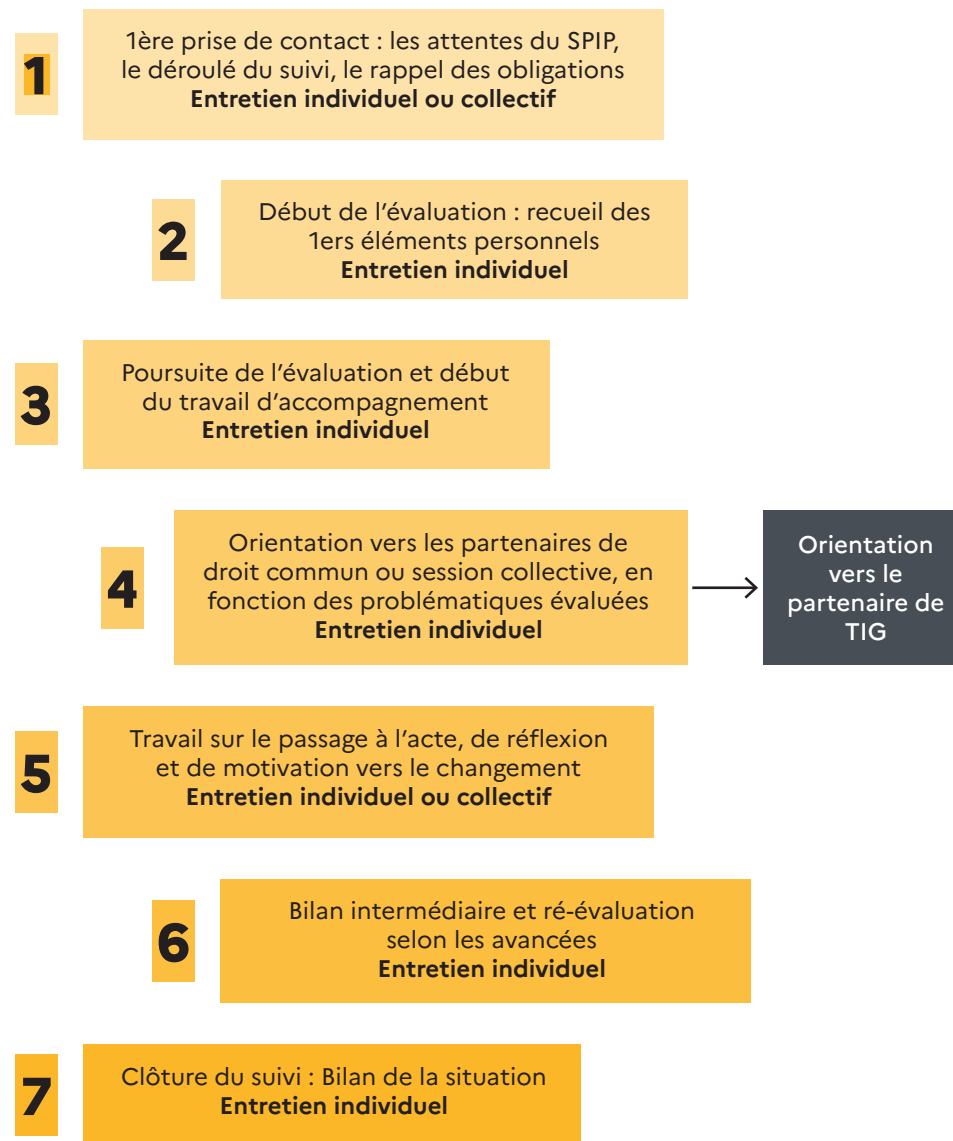 1
1ère prise de contact : les attentes du SPIP,
le déroulé du suivi, le rappel des obligations
Entretien individuel ou collectif
2
Début de l’évaluation : recueil des
1ers éléments personnels
Entretien individuel
3
Poursuite de l’évaluation et début
du travail d’accompagnement
Entretien individuel
4
Orientation vers les partenaires de
droit commun ou session collective, en
fonction des problématiques évaluées
Entretien individuel
Orientation
vers le
partenaire de
TIG
5
Travail sur le passage à l’acte, de réflexion
et de motivation vers le changement
Entretien individuel ou collectif
6
Bilan intermédiaire et ré-évaluation
selon les avancées
Entretien individuel
7
Clôture du suivi : Bilan de la situation
Entretien individuel